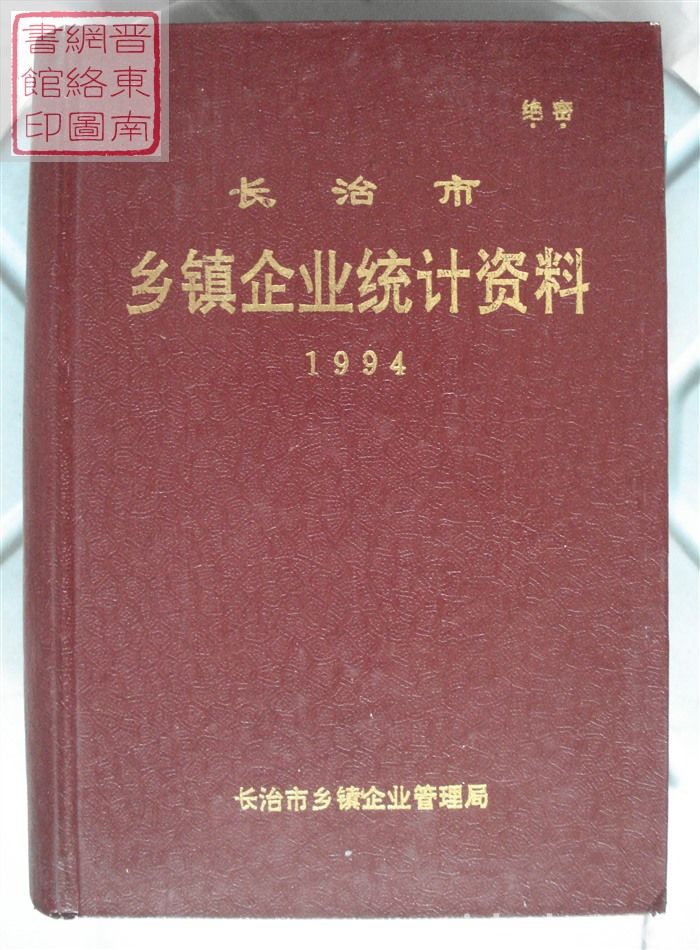 晋東南
網絡圖
書館印
绝密
长治市
乡镇企业统计资料
1994
长治市乡镇企业管理局